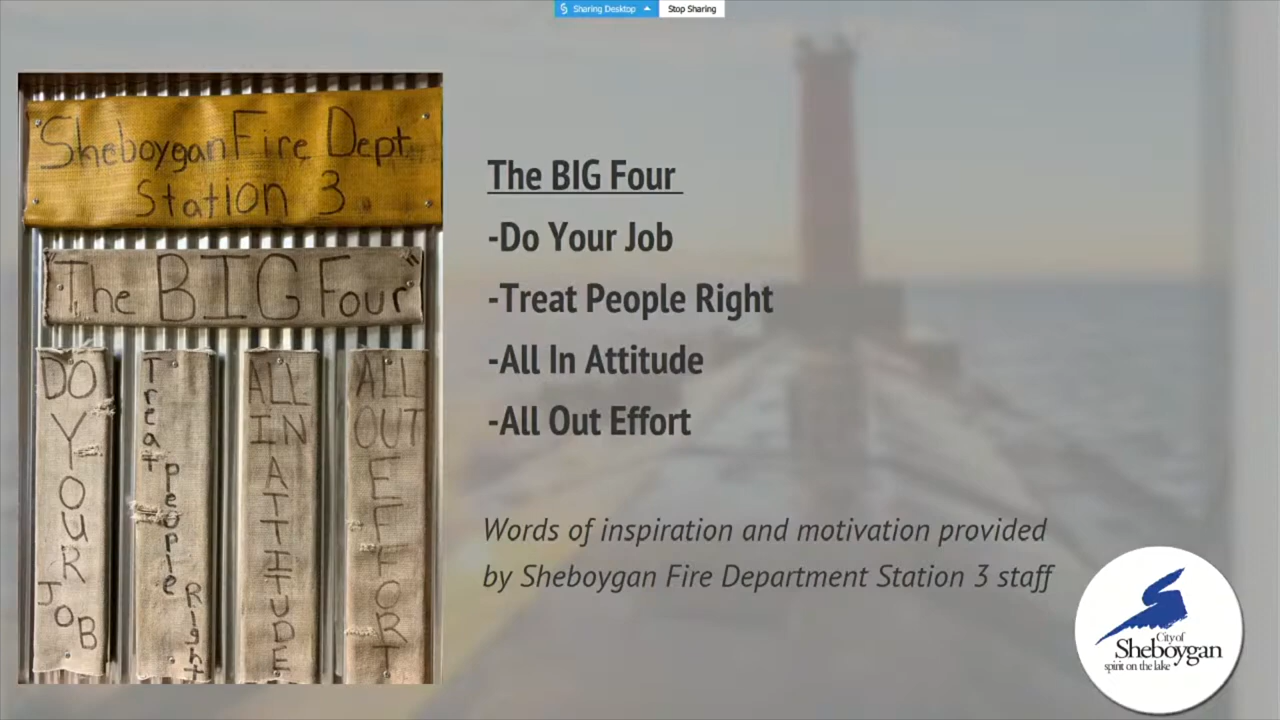 Sharing Desktop
Stop Sharing
Sheboygan Fire Dept.
Station 3
"The BIG Four"
DO YOUR JOB
Treat People Right
ALL IN ATTITUDE
ALL OUT EFFORT
The BIG Four
-Do Your Job
-Treat People Right
-All In Attitude
-All Out Effort
Words of inspiration and motivation provided
by Sheboygan Fire Department Station 3 staff
City of
Sheboygan
spirit on the lake